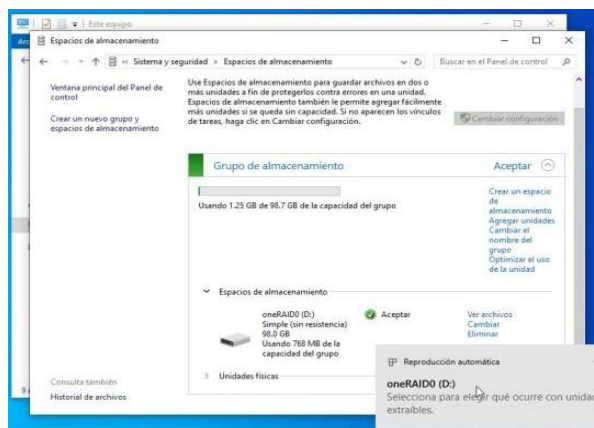 Este equipo
Espacios de almacenamiento
Sistema y seguridad > Espacios de almacenamiento
Buscar en el Panel de control
Ventana principal del Panel de
control
Crear un nuevo grupo y
espacios de almacenamiento
Use Espacios de almacenamiento para guardar archivos en dos o
más unidades a fin de protegerlos contra errores en una unidad.
Espacios de almacenamiento también le permite agregar fácilmente
más unidades si se queda sin capacidad. Si no aparecen los vínculos
de tareas, haga clic en Cambiar configuración.
Cambiar configuración
Grupo de almacenamiento
Aceptar
Usando 1.25 GB de 98.7 GB de la capacidad del grupo
Crear un espacio
de
almacenamiento
Agregar unidades
Cambiar el
nombre del
grupo
Optimizar el uso
de la unidad
Espacios de almacenamiento
oneRAID0 (D:)
Simple (sin resistencia)
98.0 GB
Usando 768 MB de la
capacidad del grupo
Aceptar
Ver archivos
Cambiar
Eliminar
Unidades físicas
Consulta también
Historial de archivos
Reproducción automática
oneRAID0 (D:)
Selecciona para elegir qué ocurre con unidad
extraíbles.